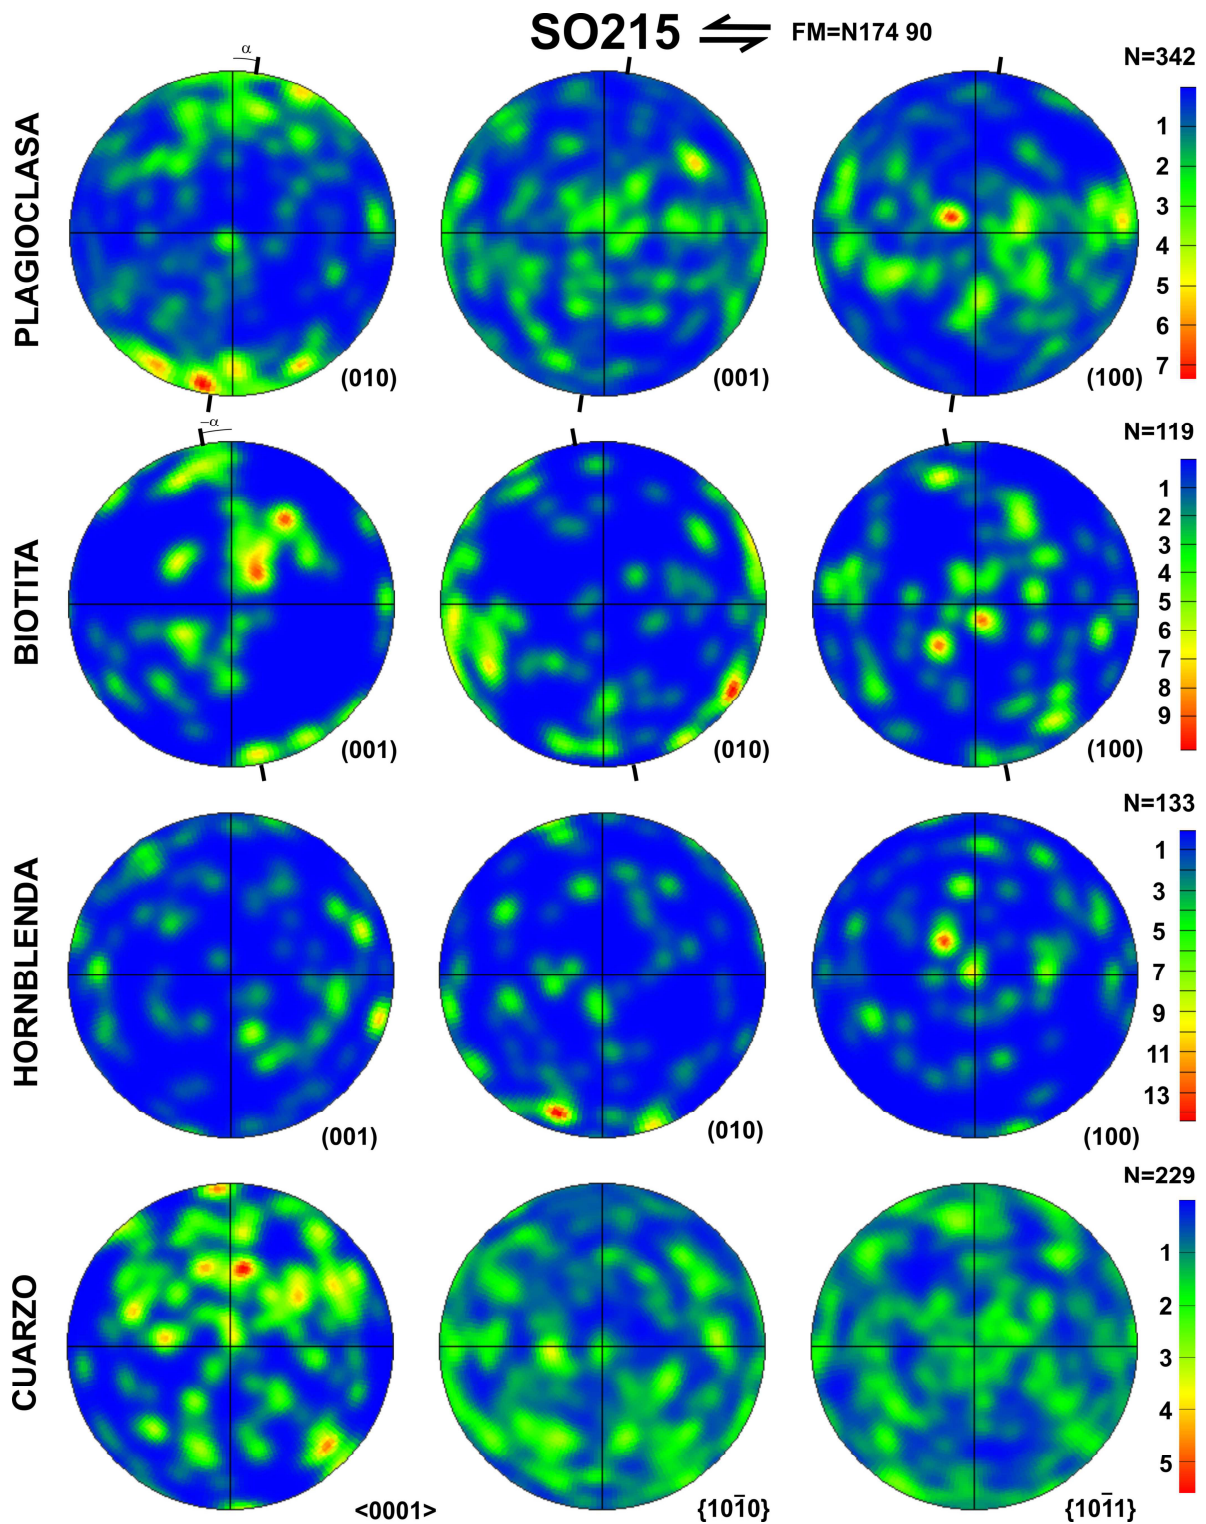 SO215 FM=N174 90
α
N=342
PLAGIOCLASA
1
2
3
4
5
6
7
(010) (001) (100)
−α
N=119
BIOTITA
1
2
3
4
5
6
7
8
9
(001) (010) (100)
N=133
HORNBLENDA
1
3
5
7
9
11
13
(001) (010) (100)
N=229
CUARZO
1
2
3
4
5
<0001> {101̄0} {101̄1}